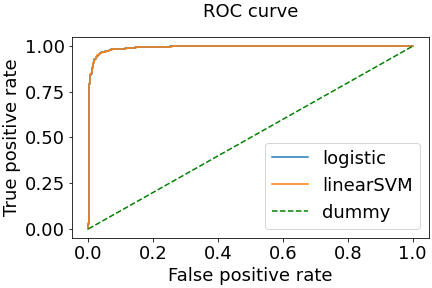 ROC curve
True positive rate
1.00
0.75
0.50
0.25
0.00
logistic
linearSVM
dummy
0.0 0.2 0.4 0.6 0.8 1.0
False positive rate